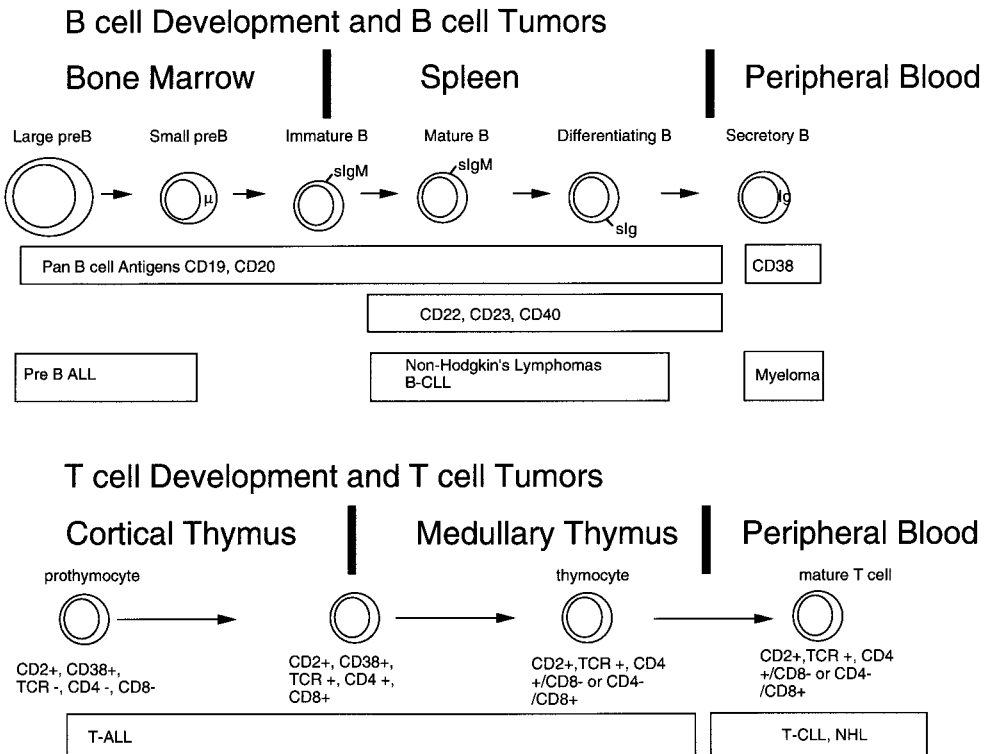 B cell Development and B cell Tumors
Bone Marrow Spleen Peripheral Blood
Large preB Small preB Immature B Mature B Differentiating B Secretory B
sIgM sIgM
μ Ig
sIg
Pan B cell Antigens CD19, CD20 CD38
CD22, CD23, CD40
Pre B ALL
Non-Hodgkin's Lymphomas
B-CLL
Myeloma
T cell Development and T cell Tumors
Cortical Thymus Medullary Thymus Peripheral Blood
prothymocyte thymocyte mature T cell
CD2+, CD38+,
TCR -, CD4 -, CD8-
CD2+, CD38+,
TCR +, CD4 +,
CD8+
CD2+,TCR +, CD4
+/CD8- or CD4-
/CD8+
CD2+,TCR +, CD4
+/CD8- or CD4-
/CD8+
T-ALL T-CLL, NHL